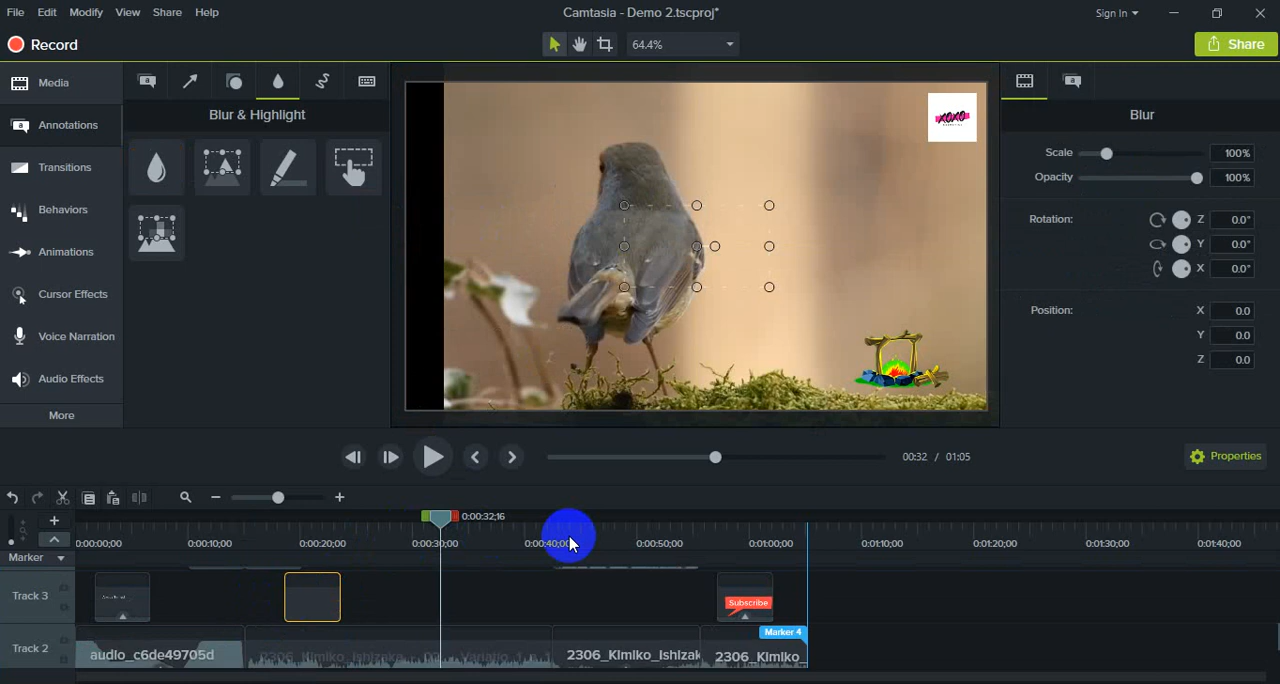 File Edit Modify View Share Help
Camtasia - Demo 2.tscproj*
Sign In
Record
64.4%
Share
Media
Annotations
Transitions
Behaviors
Animations
Cursor Effects
Voice Narration
Audio Effects
More
Blur & Highlight
XOXO
Blur
Scale 100%
Opacity 100%
Rotation: Z 0.0°
Y 0.0°
X 0.0°
Position: X 0.0
Y 0.0
Z 0.0
00:32 / 01:05
Properties
0:00:32;16
0:00:00;00 0:00:10;00 0:00:20;00 0:00:30;00 0:00:40;00 0:00:50;00 0:01:00;00 0:01:10;00 0:01:20;00 0:01:30;00 0:01:40;00
Marker
Track 3
Subscribe
Marker 4
Track 2
audio_c6de49705d
2306_Kimiko_Ishizaka
2306_Kimiko_Ishizak
2306_Kimiko_